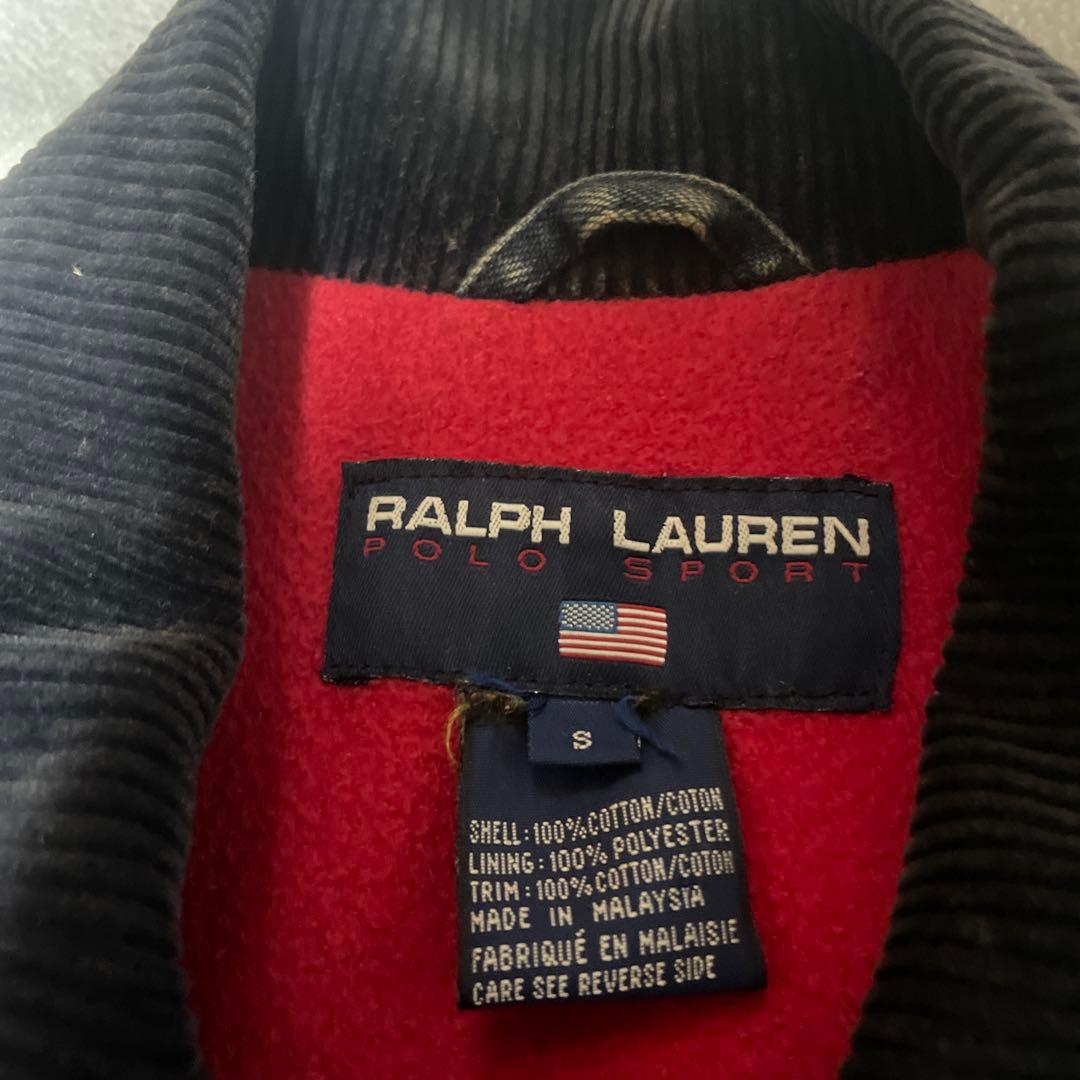 RALPH LAUREN
POLO SPORT
S
SHELL: 100% COTTON/COTON
LINING: 100% POLYESTER
TRIM: 100% COTTON/COTON
MADE IN MALAYSIA
FABRIQUÉ EN MALAISIE
CARE SEE REVERSE SIDE